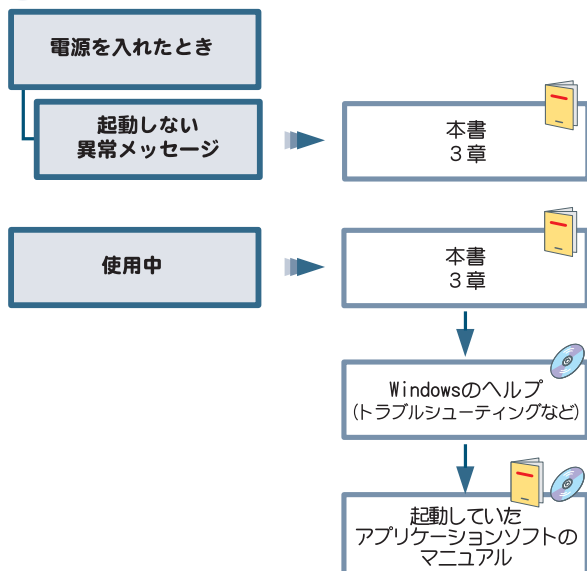 電源を入れたとき
起動しない
異常メッセージ
本書
3章
使用中
本書
3章
Windowsのヘルプ
(トラブルシューティングなど)
起動していた
アプリケーションソフトの
マニュアル